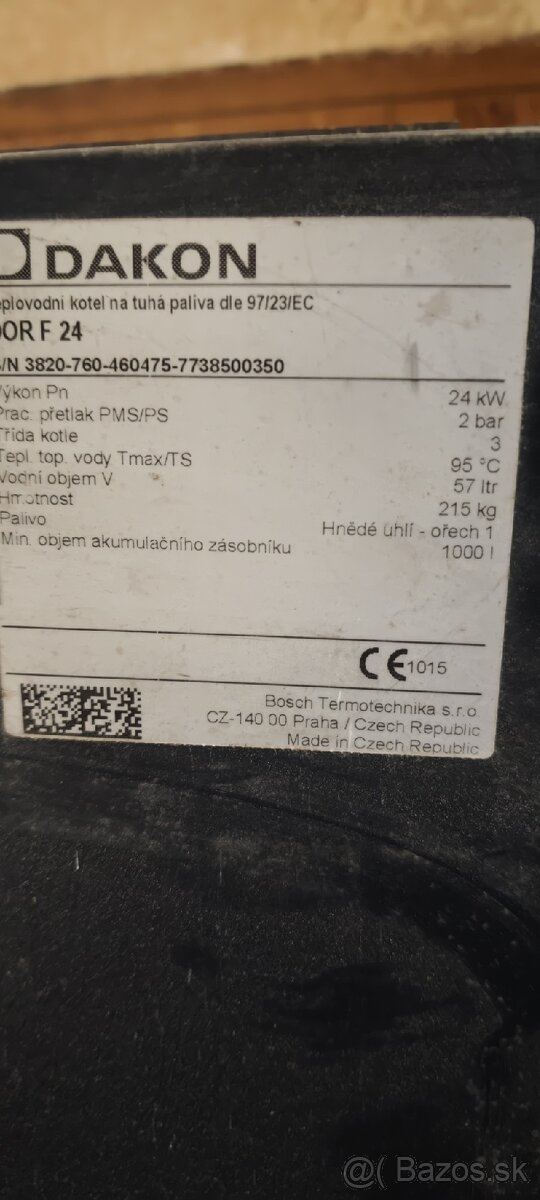 DAKON
eplovodní kotel na tuhá paliva dle 97/23/EC
OR F 24
/N 3820-760-460475-7738500350
Výkon Pn 24 kW
Prac. přetlak PMS/PS 2 bar
Třída kotle 3
Tepl. top. vody Tmax/TS 95 °C
Vodní objem V 57 ltr
Hmotnost 215 kg
Palivo Hnědé uhlí - ořech 1
Min. objem akumulačního zásobníku 1000 l
CE 1015
Bosch Termotechnika s.r.o.
CZ-140 00 Praha / Czech Republic
Made in Czech Republic
@( Bazos.sk